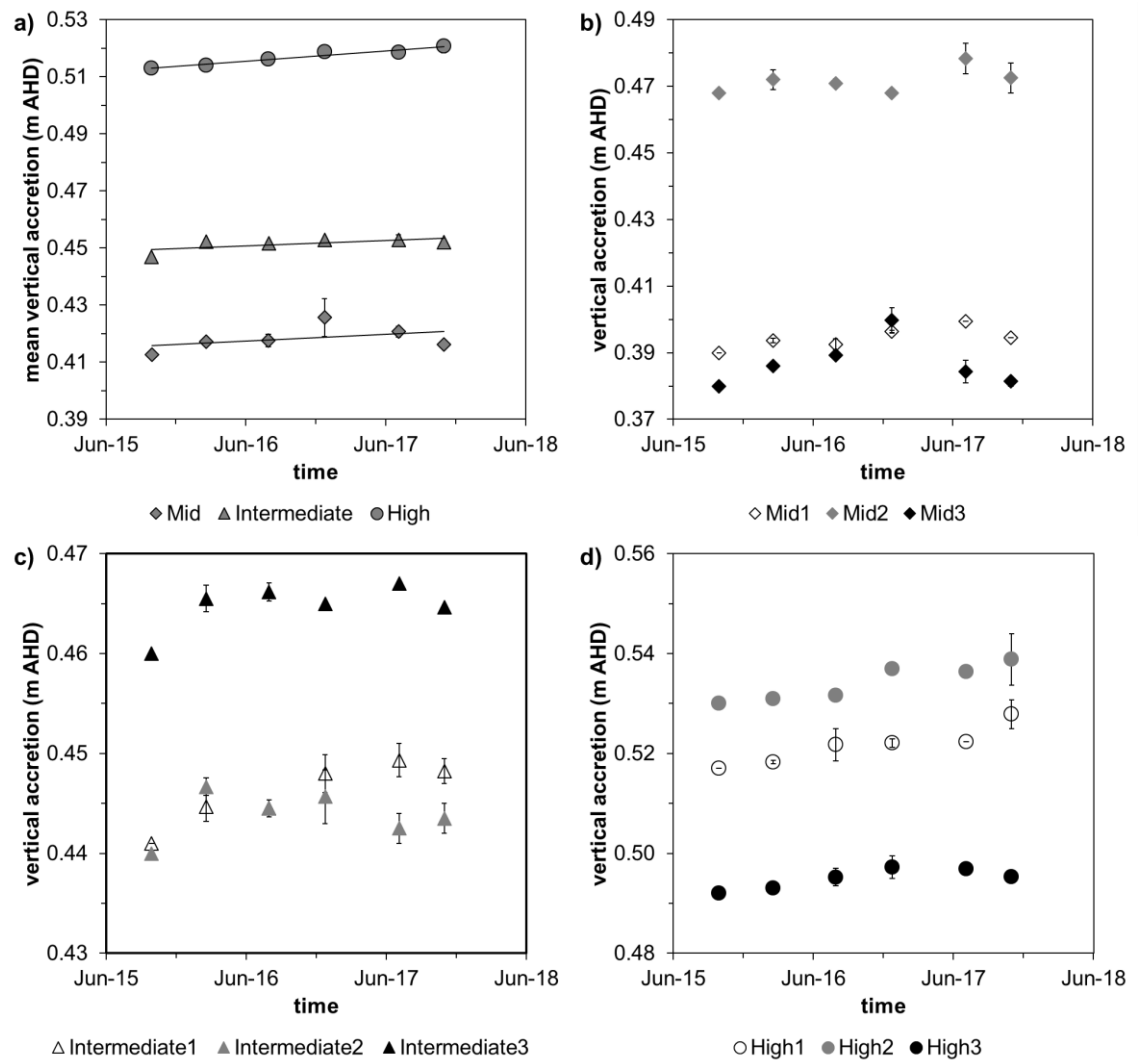 a)
mean vertical accretion (m AHD)
0.53
0.51
0.49
0.47
0.45
0.43
0.41
0.39
Jun-15 Jun-16 Jun-17 Jun-18
time
Mid Intermediate High
b)
vertical accretion (m AHD)
0.49
0.47
0.45
0.43
0.41
0.39
0.37
Jun-15 Jun-16 Jun-17 Jun-18
time
Mid1 Mid2 Mid3
c)
vertical accretion (m AHD)
0.47
0.46
0.45
0.44
0.43
Jun-15 Jun-16 Jun-17 Jun-18
time
Intermediate1 Intermediate2 Intermediate3
d)
vertical accretion (m AHD)
0.56
0.54
0.52
0.50
0.48
Jun-15 Jun-16 Jun-17 Jun-18
time
High1 High2 High3